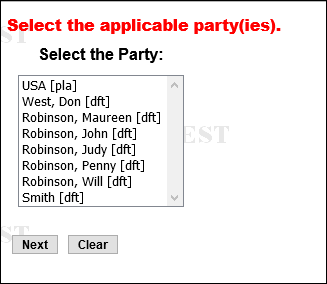 Select the applicable party(ies).
Select the Party:
USA [pla]
West, Don [dft]
Robinson, Maureen [dft]
Robinson, John [dft]
Robinson, Judy [dft]
Robinson, Penny [dft]
Robinson, Will [dft]
Smith [dft]
Next Clear